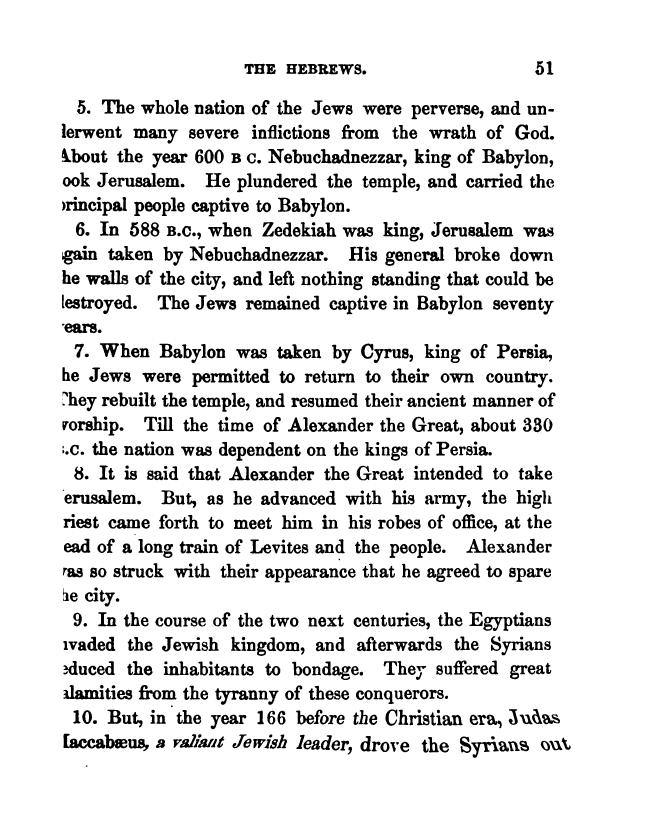 THE HEBREWS. 51
5. The whole nation of the Jews were perverse, and un-
lerwent many severe inflictions from the wrath of God.
About the year 600 B C. Nebuchadnezzar, king of Babylon,
ook Jerusalem. He plundered the temple, and carried the
rincipal people captive to Babylon.
6. In 588 B.C., when Zedekiah was king, Jerusalem was
gain taken by Nebuchadnezzar. His general broke down
he walls of the city, and left nothing standing that could be
lestroyed. The Jews remained captive in Babylon seventy
ears.
7. When Babylon was taken by Cyrus, king of Persia,
he Jews were permitted to return to their own country.
They rebuilt the temple, and resumed their ancient manner of
vorship. Till the time of Alexander the Great, about 330
.C. the nation was dependent on the kings of Persia.
8. It is said that Alexander the Great intended to take
erusalem. But, as he advanced with his army, the high
riest came forth to meet him in his robes of office, at the
ead of a long train of Levites and the people. Alexander
as so struck with their appearance that he agreed to spare
he city.
9. In the course of the two next centuries, the Egyptians
nvaded the Jewish kingdom, and afterwards the Syrians
educed the inhabitants to bondage. They suffered great
alamities from the tyranny of these conquerors.
10. But, in the year 166 before the Christian era, Judas
Iaccabæus, a valiant Jewish leader, drove the Syrians out